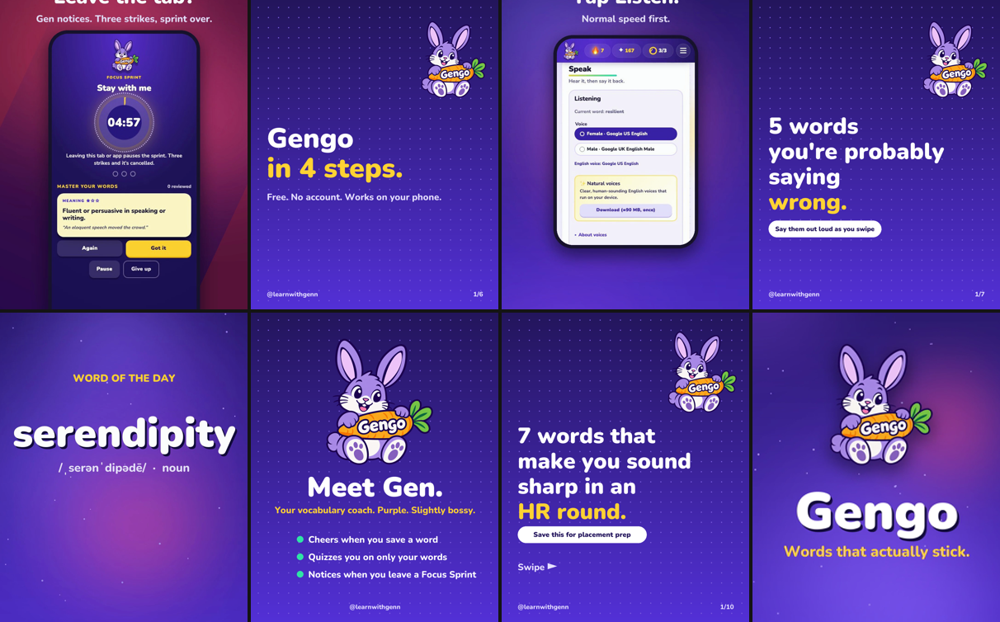 Leave the tab?
Gen notices. Three strikes, sprint over.
Gengo
FOCUS SPRINT
Stay with me
04:57
Leaving this tab or app pauses the sprint. Three
strikes and it's cancelled.
MASTER YOUR WORDS
0 reviewed
MEANING
Fluent or persuasive in speaking or
writing.
"An eloquent speech moved the crowd."
Again
Got it
Pause
Give up
Gengo
Gengo
in 4 steps.
Free. No account. Works on your phone.
@learnwithgenn
1/6
Tap Listen.
Normal speed first.
7
167
3/3
Speak
Hear it, then say it back.
Listening
Current word: resilient
Voice
Female · Google US English
Male · Google UK English Male
English voice: Google US English
Natural voices
Clear, human-sounding English voices that
run on your device.
Download (≈90 MB, once)
About voices
Gengo
5 words
you're probably
saying
wrong.
Say them out loud as you swipe
@learnwithgenn
1/7
WORD OF THE DAY
serendipity
/ˌserənˈdipədē/ · noun
Gengo
Meet Gen.
Your vocabulary coach. Purple. Slightly bossy.
Cheers when you save a word
Quizzes you on only your words
Notices when you leave a Focus Sprint
@learnwithgenn
Gengo
7 words that
make you sound
sharp in an
HR round.
Save this for placement prep
Swipe
@learnwithgenn
1/10
Gengo
Gengo
Words that actually stick.